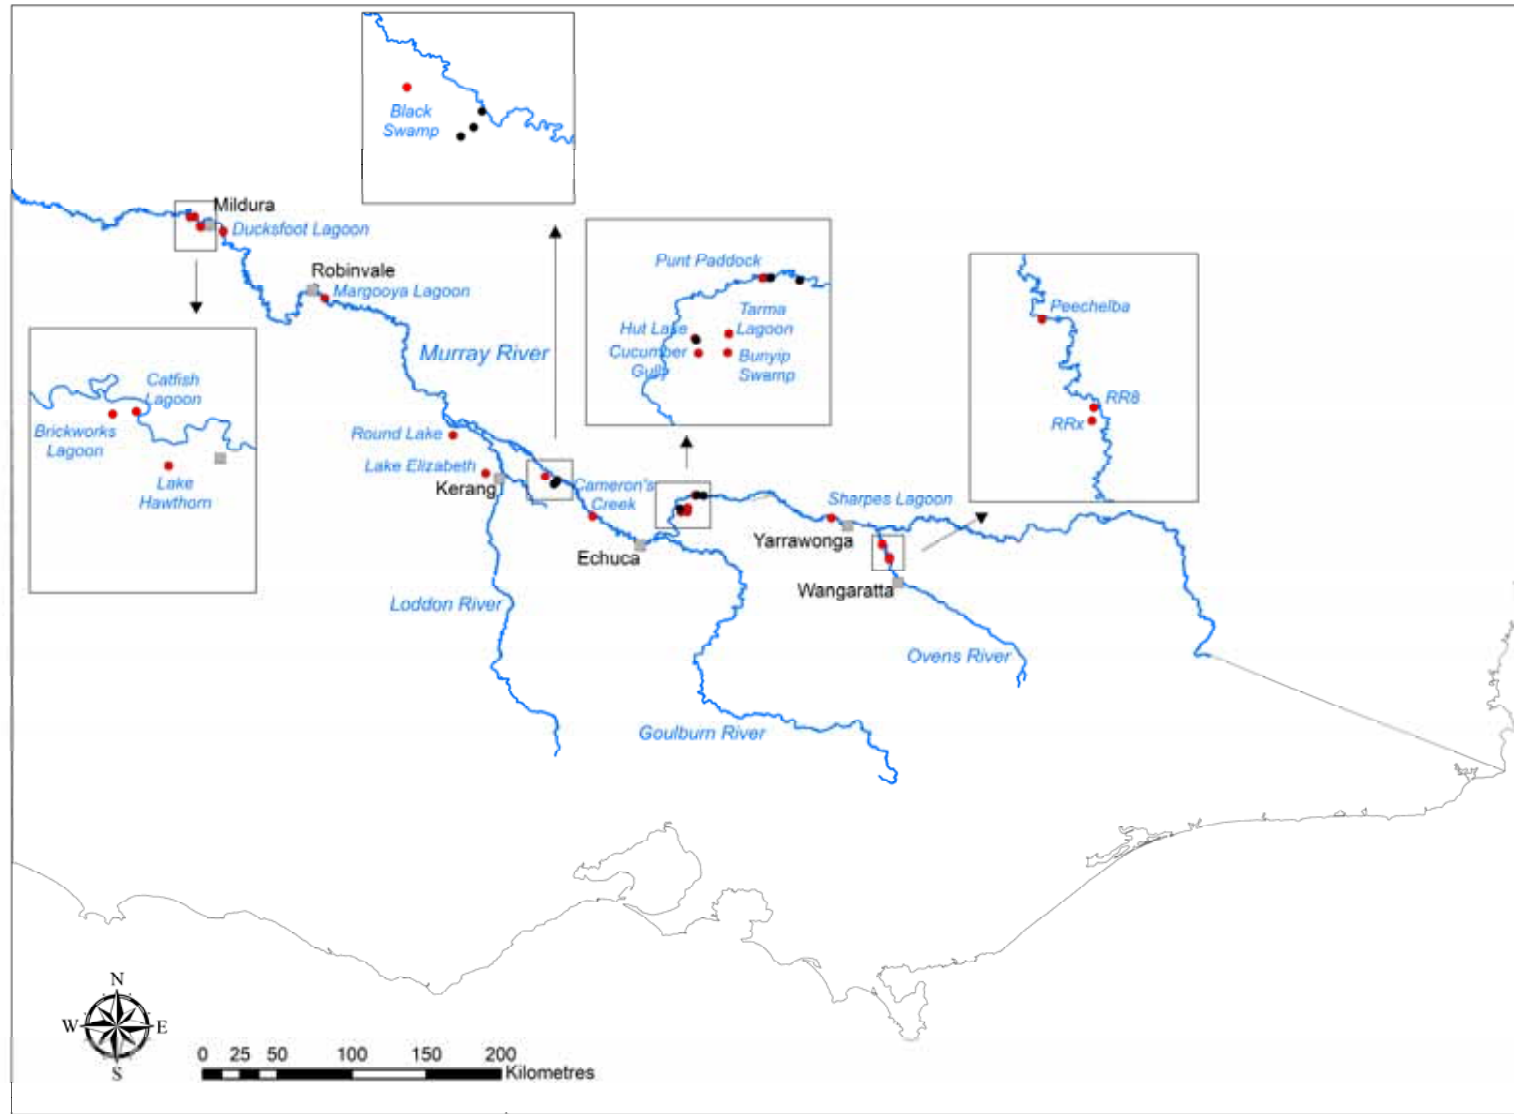 Black
Swamp
Mildura
Ducksfoot Lagoon
Robinvale
Margooya Lagoon
Murray River
Punt Paddock
Tarma
Lagoon
Hut Lake
Cucumber
Gully
Bunyip
Swamp
Peechelba
RR8
RRx
Catfish
Lagoon
Brickworks
Lagoon
Lake
Hawthorn
Round Lake
Lake Elizabeth
Kerang
Cameron's
Creek
Echuca
Sharpes Lagoon
Yarrawonga
Wangaratta
Loddon River
Ovens River
Goulburn River
N
W
E
S
0 25 50 100 150 200
Kilometres